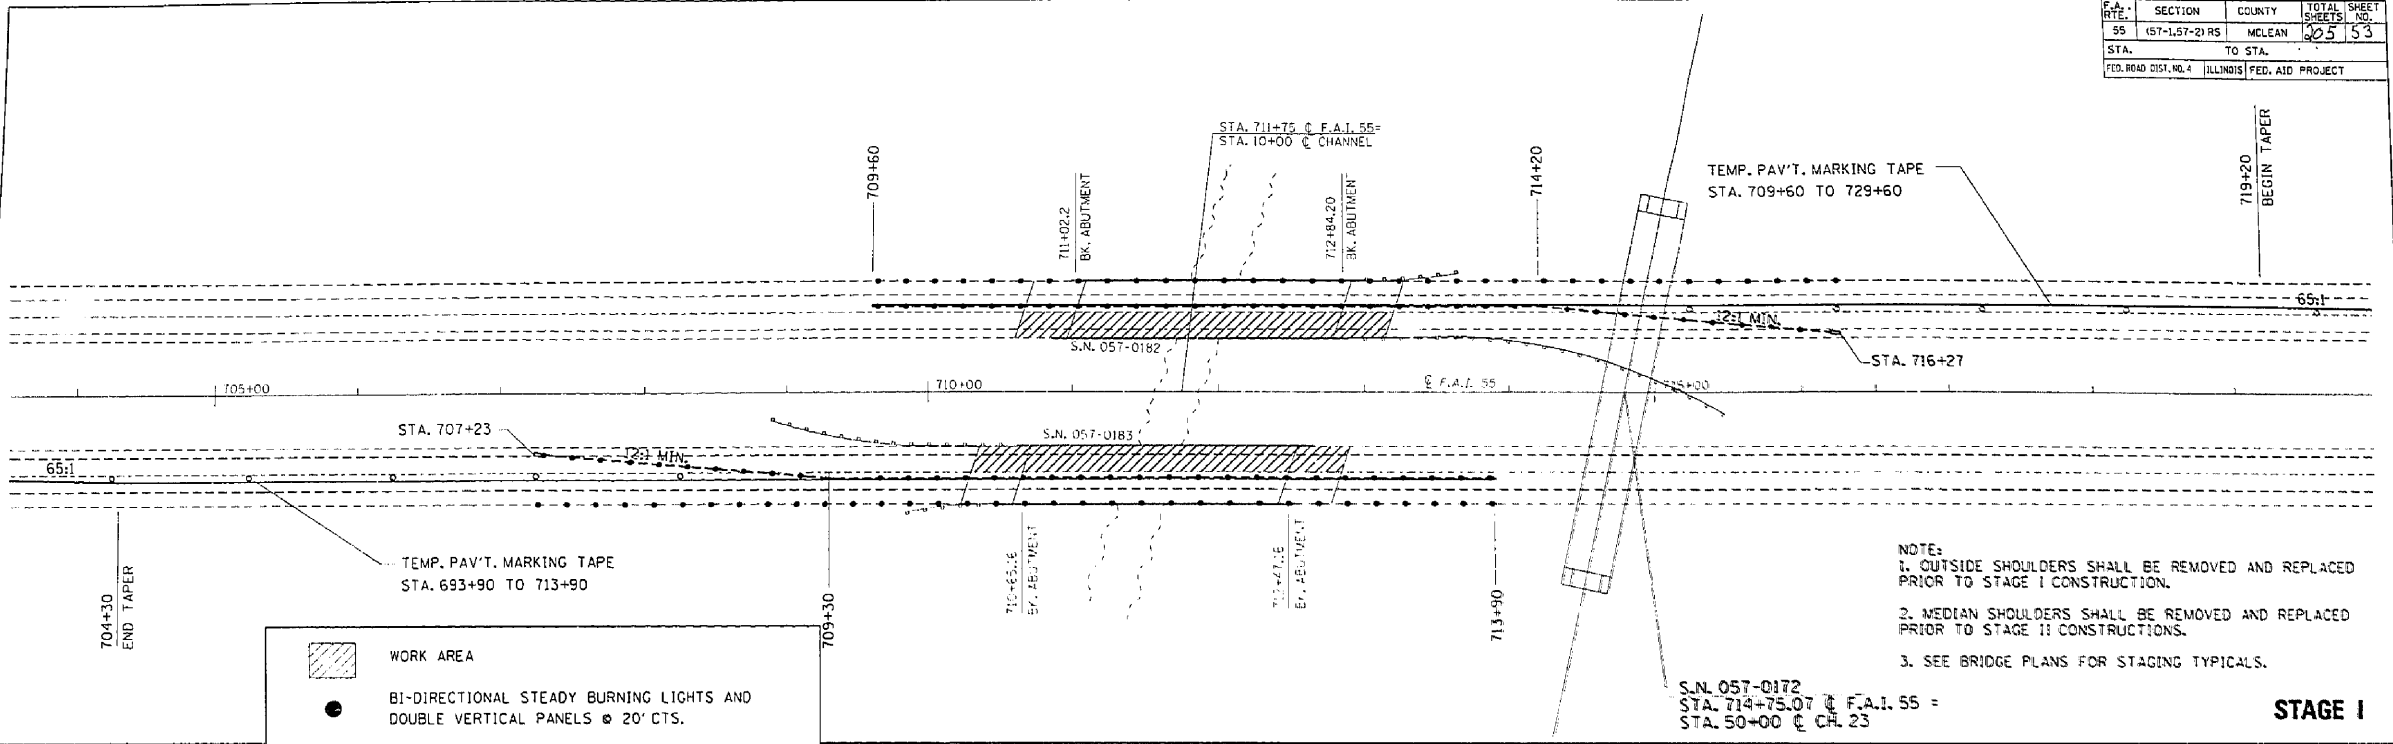 F.A. RTE. SECTION COUNTY TOTAL SHEETS SHEET NO.
55 (57-1,57-2) RS MCLEAN 205 53
STA. TO STA.
FED. ROAD DIST. NO. 4 ILLINOIS FED. AID PROJECT
STA. 711+75 ℄ F.A.I. 55=
STA. 10+00 ℄ CHANNEL
709+60
711+02.2
BK. ABUTMENT
712+84.20
BK. ABUTMENT
714+20
TEMP. PAV'T. MARKING TAPE
STA. 709+60 TO 729+60
719+20
BEGIN TAPER
65:1
12:1 MIN.
S.N. 057-0182
STA. 716+27
705+00
710+00
℄ F.A.I. 55
STA. 707+23
S.N. 057-0183
65:1
12:1 MIN.
TEMP. PAV'T. MARKING TAPE
STA. 693+90 TO 713+90
704+30
END TAPER
709+30
710+65.16
BK. ABUTMENT
BK. ABUTMENT
713+90
NOTE:
1. OUTSIDE SHOULDERS SHALL BE REMOVED AND REPLACED
PRIOR TO STAGE I CONSTRUCTION.
2. MEDIAN SHOULDERS SHALL BE REMOVED AND REPLACED
PRIOR TO STAGE II CONSTRUCTIONS.
3. SEE BRIDGE PLANS FOR STAGING TYPICALS.
WORK AREA
BI-DIRECTIONAL STEADY BURNING LIGHTS AND
DOUBLE VERTICAL PANELS @ 20' CTS.
S.N. 057-0172
STA. 714+75.07 ℄ F.A.I. 55 =
STA. 50+00 ℄ CH. 23
STAGE I